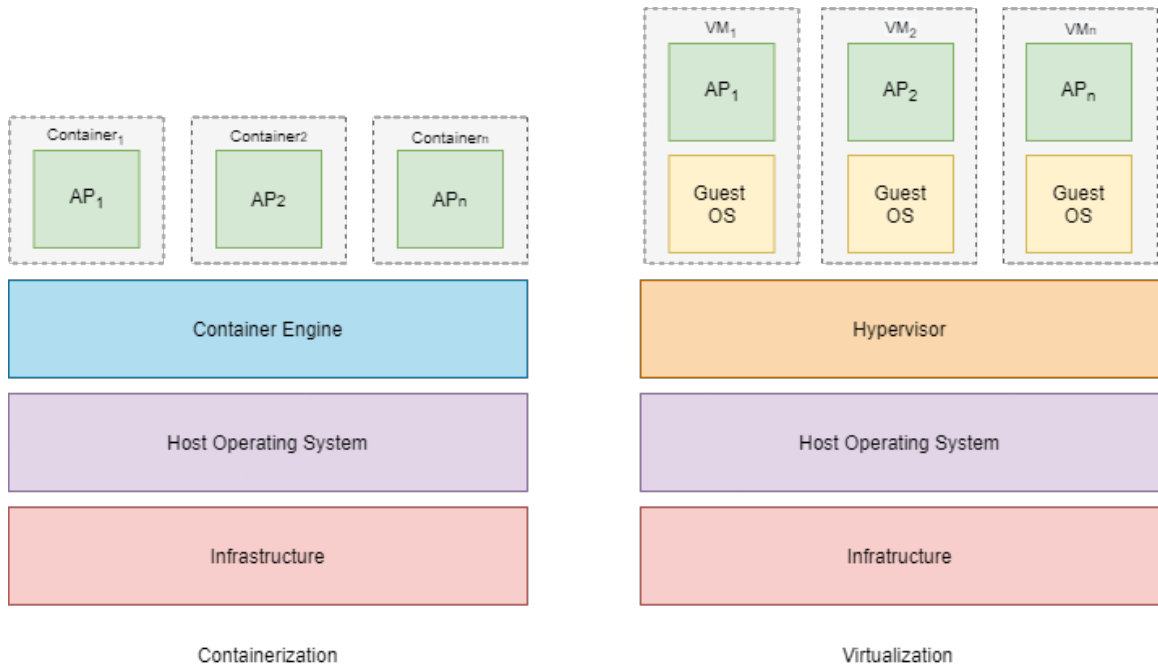 Container₁
AP₁
Container2
AP2
Containern
APn
Container Engine
Host Operating System
Infrastructure
Containerization
VM₁
AP₁
Guest
OS
VM₂
AP₂
Guest
OS
VMn
APₙ
Guest
OS
Hypervisor
Host Operating System
Infratructure
Virtualization